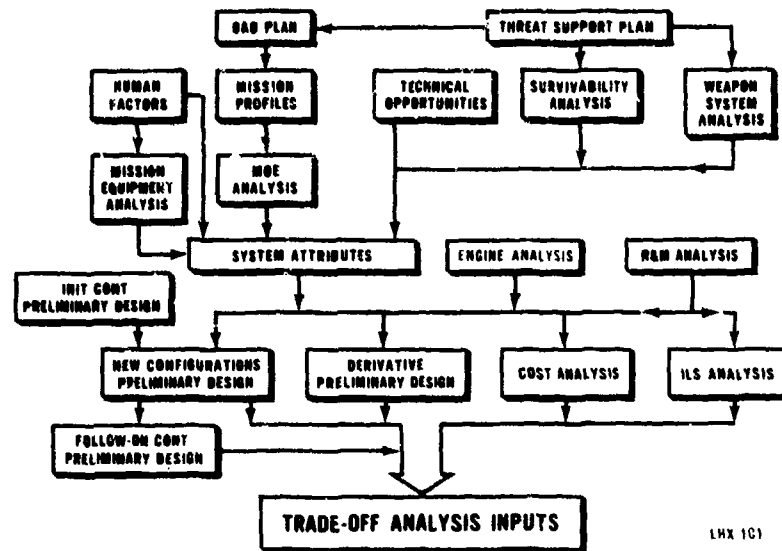 OAO PLAN
THREAT SUPPORT PLAN
HUMAN
FACTORS
MISSION
PROFILES
TECHNICAL
OPPORTUNITIES
SURVIVABILITY
ANALYSIS
WEAPON
SYSTEM
ANALYSIS
MISSION
EQUIPMENT
ANALYSIS
MOE
ANALYSIS
SYSTEM ATTRIBUTES
ENGINE ANALYSIS
R&M ANALYSIS
INIT CONT
PRELIMINARY DESIGN
NEW CONFIGURATIONS
PRELIMINARY DESIGN
DERIVATIVE
PRELIMINARY DESIGN
COST ANALYSIS
ILS ANALYSIS
FOLLOW-ON CONT
PRELIMINARY DESIGN
TRADE-OFF ANALYSIS INPUTS
LHX 101